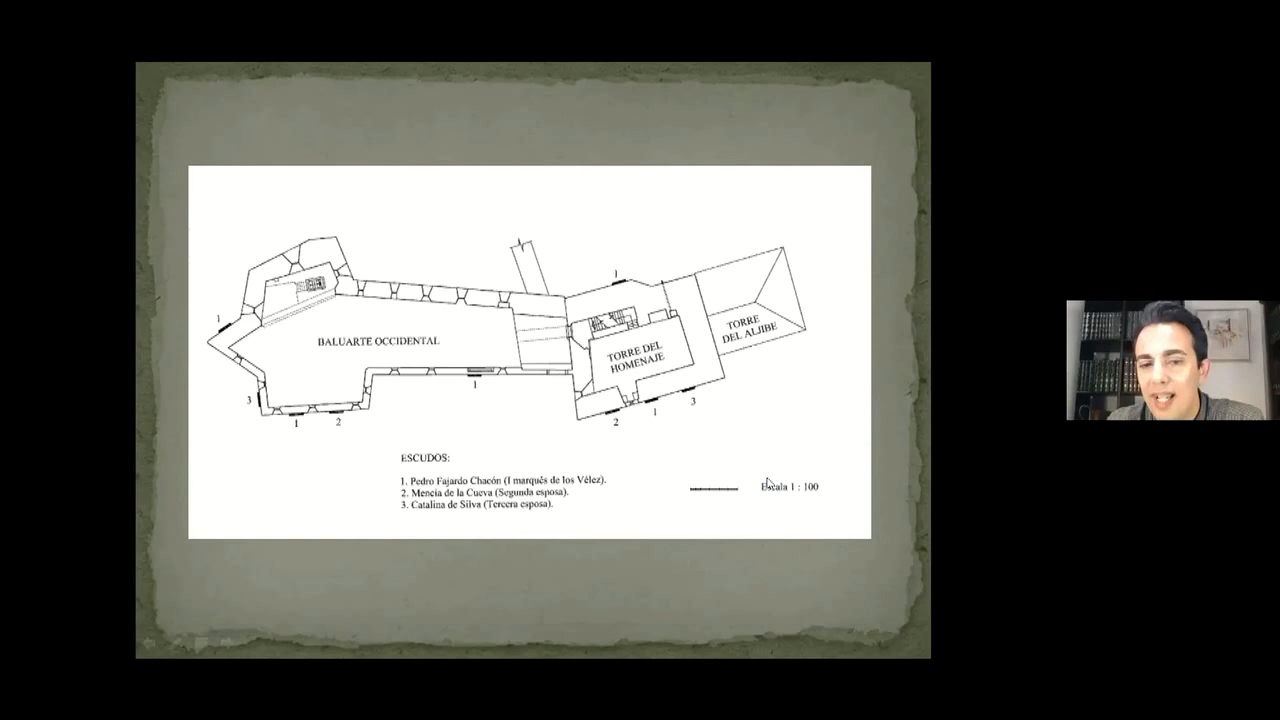 1
1
BALUARTE OCCIDENTAL
TORRE
DEL ALJIBE
TORRE DEL
HOMENAJE
1
3
1
2
2
1
3
ESCUDOS:
1. Pedro Fajardo Chacón (I marqués de los Vélez).
2. Mencía de la Cueva (Segunda esposa).
3. Catalina de Silva (Tercera esposa).
Escala 1 : 100
1